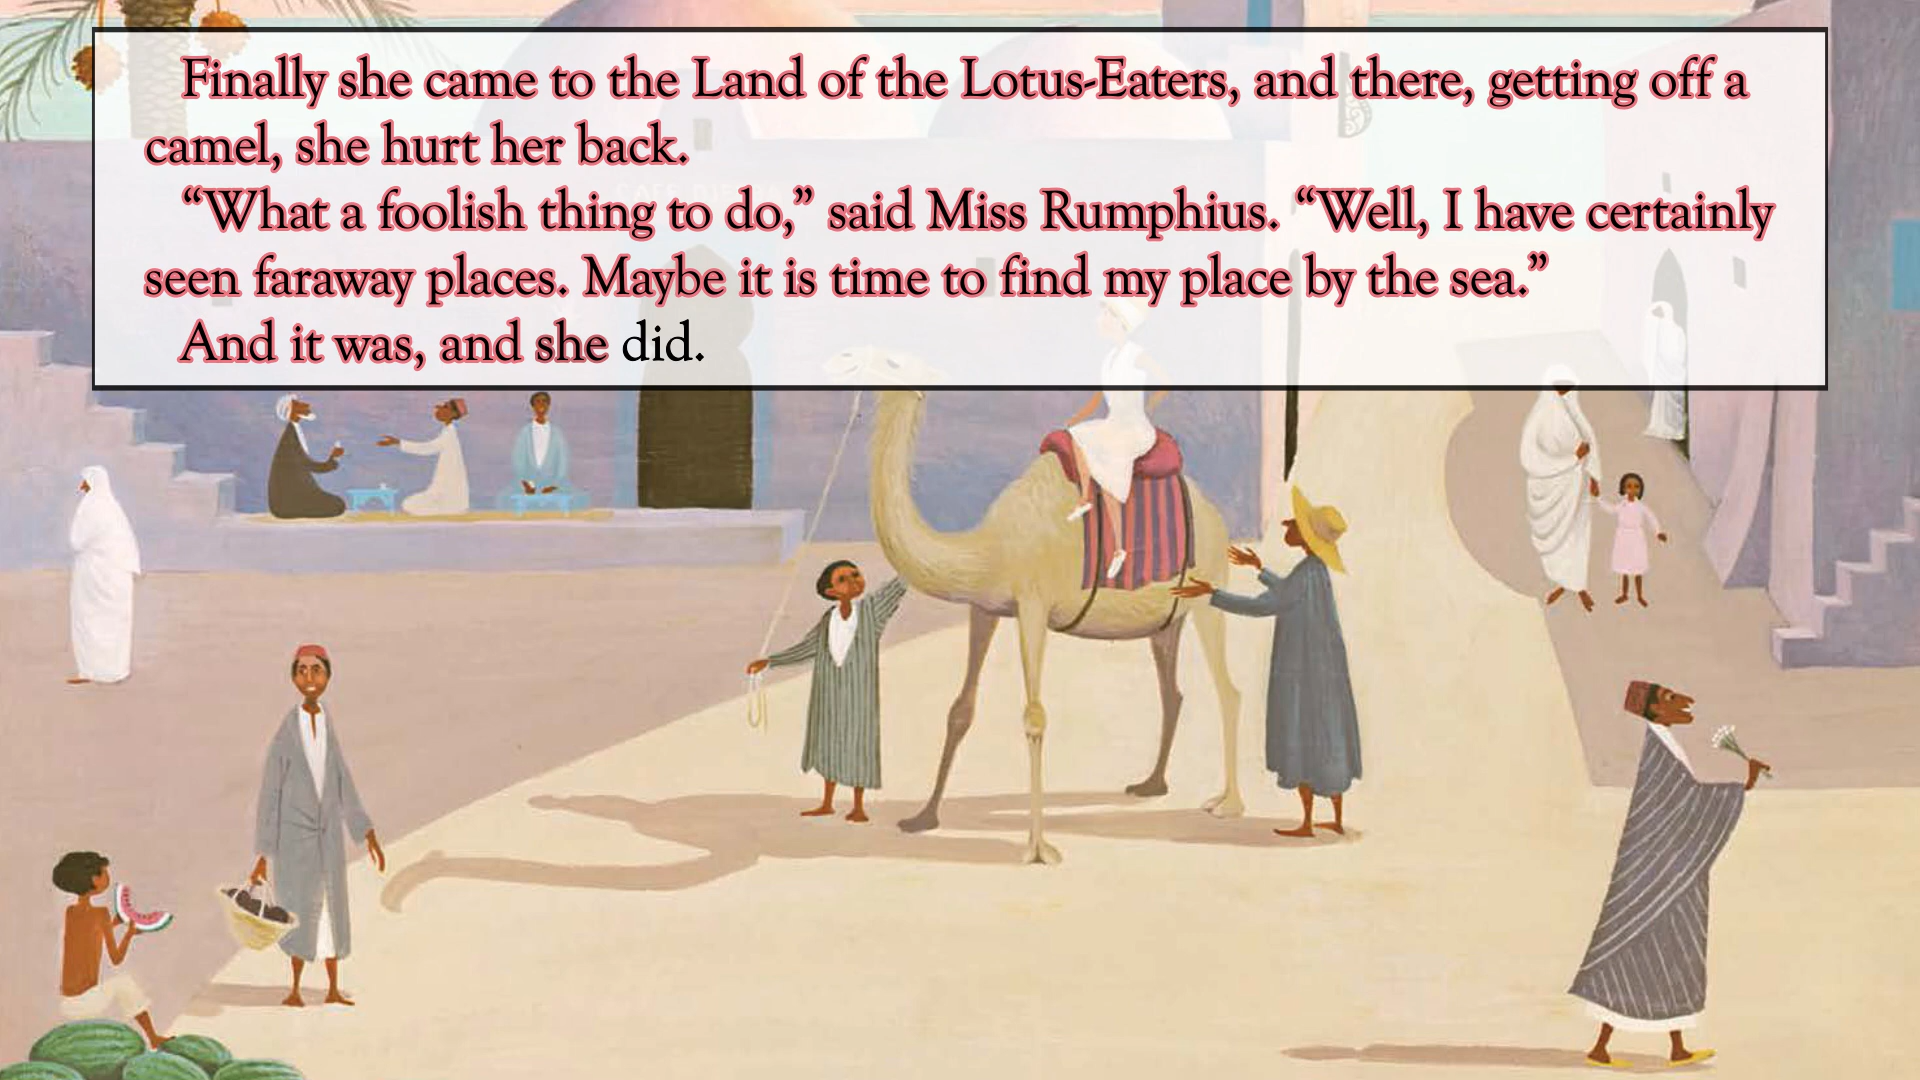 Finally she came to the Land of the Lotus-Eaters, and there, getting off a
camel, she hurt her back.
“What a foolish thing to do,” said Miss Rumphius. “Well, I have certainly
seen faraway places. Maybe it is time to find my place by the sea.”
And it was, and she did.